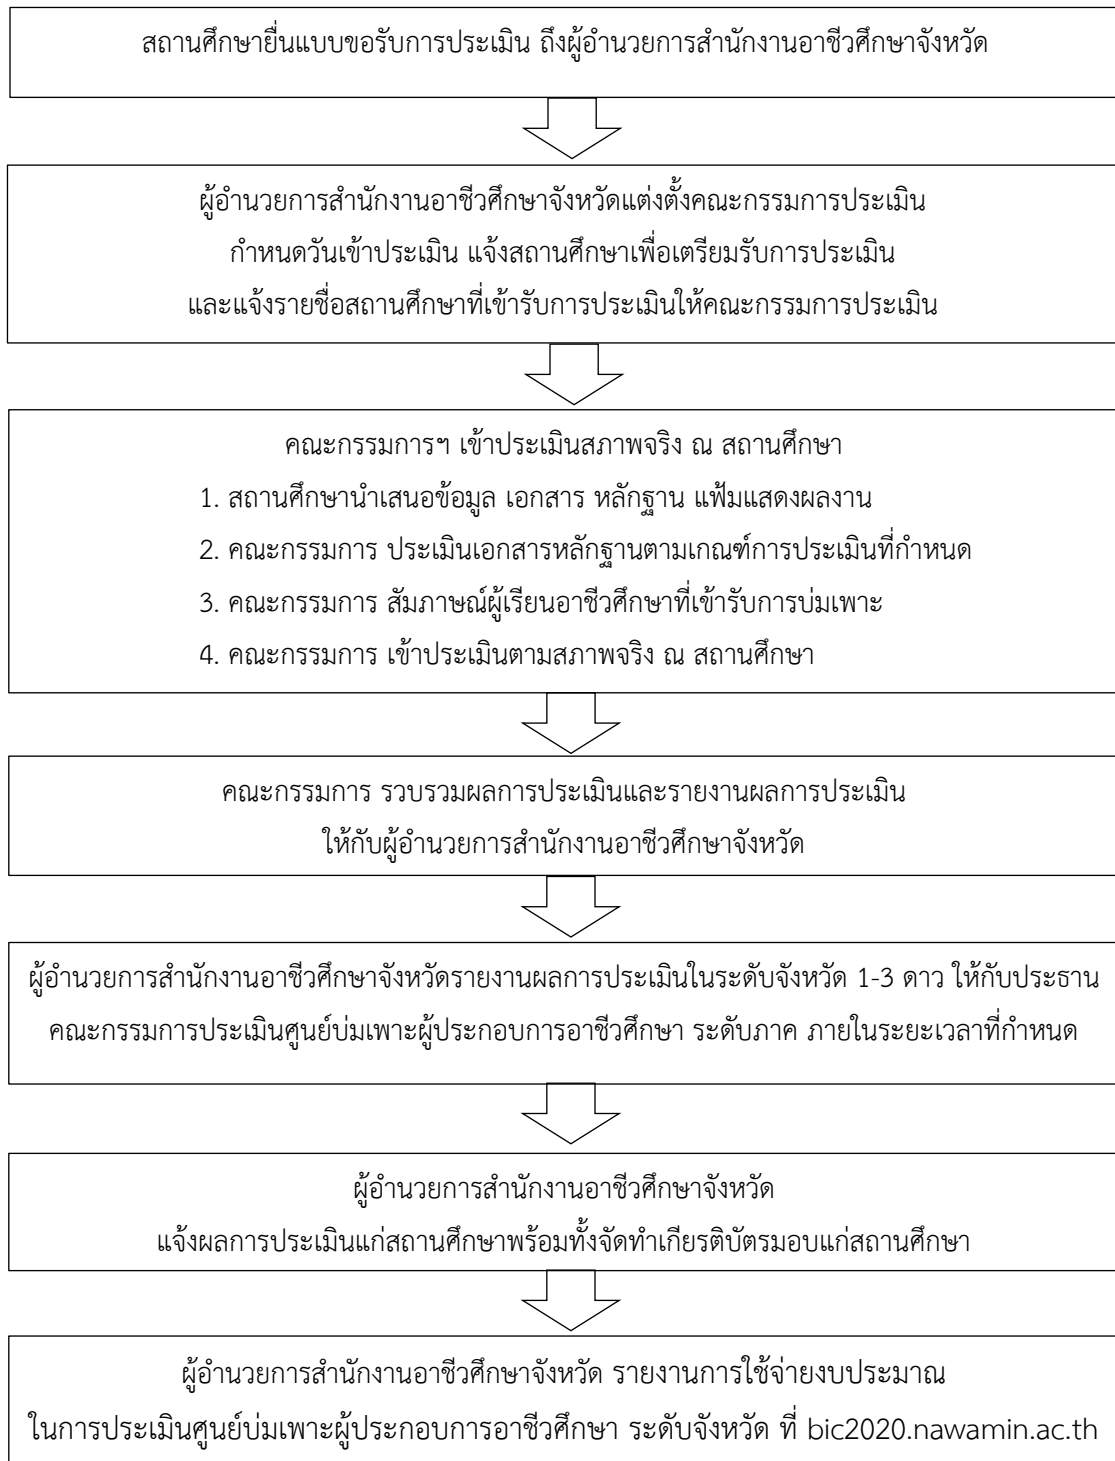 สถานศึกษายื่นแบบขอรับการประเมิน ถึงผู้อำนวยการสำนักงานอาชีวศึกษาจังหวัด
ผู้อำนวยการสำนักงานอาชีวศึกษาจังหวัดแต่งตั้งคณะกรรมการประเมิน
กำหนดวันเข้าประเมิน แจ้งสถานศึกษาเพื่อเตรียมรับการประเมิน
และแจ้งรายชื่อสถานศึกษาที่เข้ารับการประเมินให้คณะกรรมการประเมิน
คณะกรรมการฯ เข้าประเมินสภาพจริง ณ สถานศึกษา
1. สถานศึกษานำเสนอข้อมูล เอกสาร หลักฐาน แฟ้มแสดงผลงาน
2. คณะกรรมการ ประเมินเอกสารหลักฐานตามเกณฑ์การประเมินที่กำหนด
3. คณะกรรมการ สัมภาษณ์ผู้เรียนอาชีวศึกษาที่เข้ารับการบ่มเพาะ
4. คณะกรรมการ เข้าประเมินตามสภาพจริง ณ สถานศึกษา
คณะกรรมการ รวบรวมผลการประเมินและรายงานผลการประเมิน
ให้กับผู้อำนวยการสำนักงานอาชีวศึกษาจังหวัด
ผู้อำนวยการสำนักงานอาชีวศึกษาจังหวัดรายงานผลการประเมินในระดับจังหวัด 1-3 ดาว ให้กับประธาน
คณะกรรมการประเมินศูนย์บ่มเพาะผู้ประกอบการอาชีวศึกษา ระดับภาค ภายในระยะเวลาที่กำหนด
ผู้อำนวยการสำนักงานอาชีวศึกษาจังหวัด
แจ้งผลการประเมินแก่สถานศึกษาพร้อมทั้งจัดทำเกียรติบัตรมอบแก่สถานศึกษา
ผู้อำนวยการสำนักงานอาชีวศึกษาจังหวัด รายงานการใช้จ่ายงบประมาณ
ในการประเมินศูนย์บ่มเพาะผู้ประกอบการอาชีวศึกษา ระดับจังหวัด ที่ bic2020.nawamin.ac.th